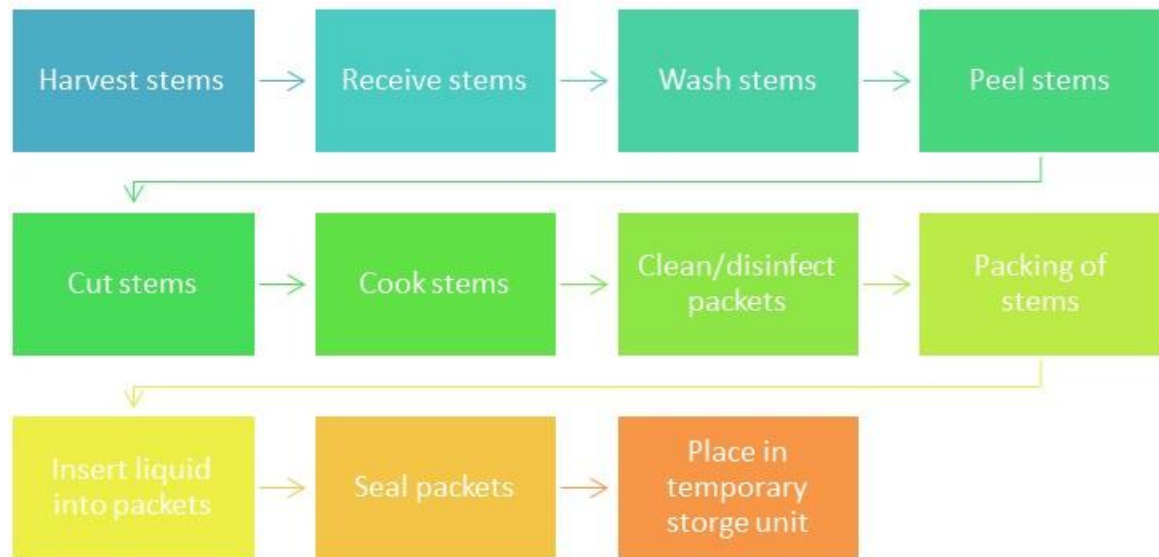 Harvest stems
Receive stems
Wash stems
Peel stems
Cut stems
Cook stems
Clean/disinfect
packets
Packing of
stems
Insert liquid
into packets
Seal packets
Place in
temporary
storge unit